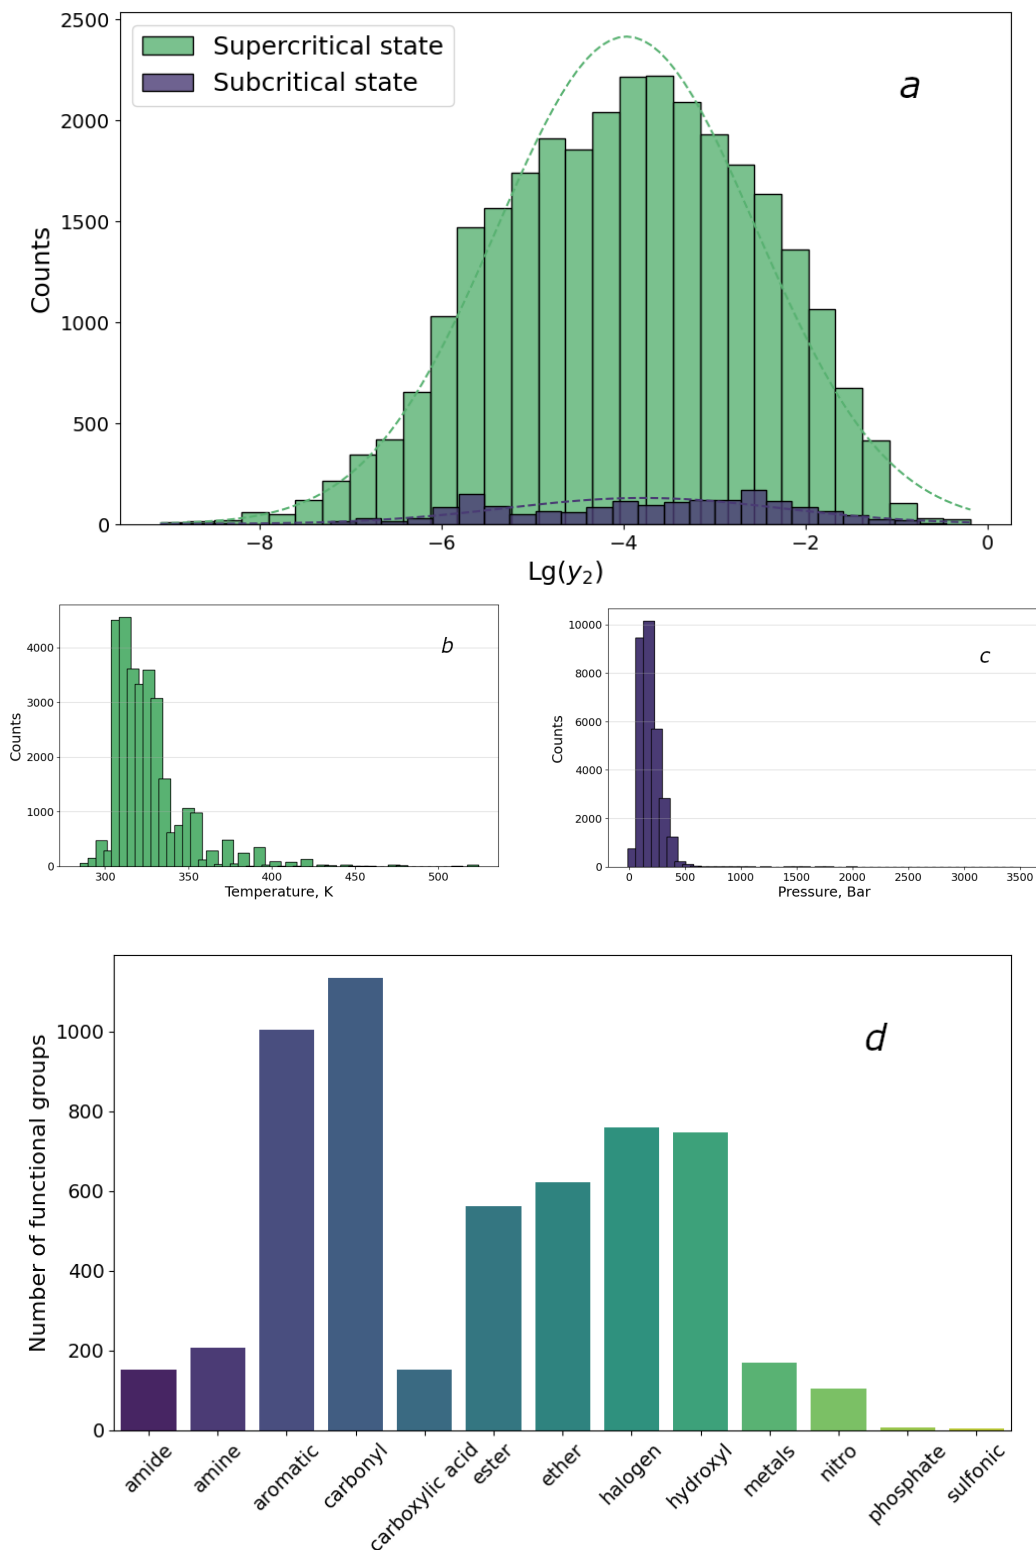 2500
2000
1500
1000
500
0
Counts
Supercritical state
Subcritical state
a
−8
−6
−4
−2
0
Lg(y₂)
4000
3000
2000
1000
0
Counts
b
300
350
400
450
500
Temperature, K
10000
8000
6000
4000
2000
0
Counts
c
0
500
1000
1500
2000
2500
3000
3500
Pressure, Bar
1000
800
600
400
200
0
Number of functional groups
d
amide
amine
aromatic
carbonyl
carboxylic acid
ester
ether
halogen
hydroxyl
metals
nitro
phosphate
sulfonic